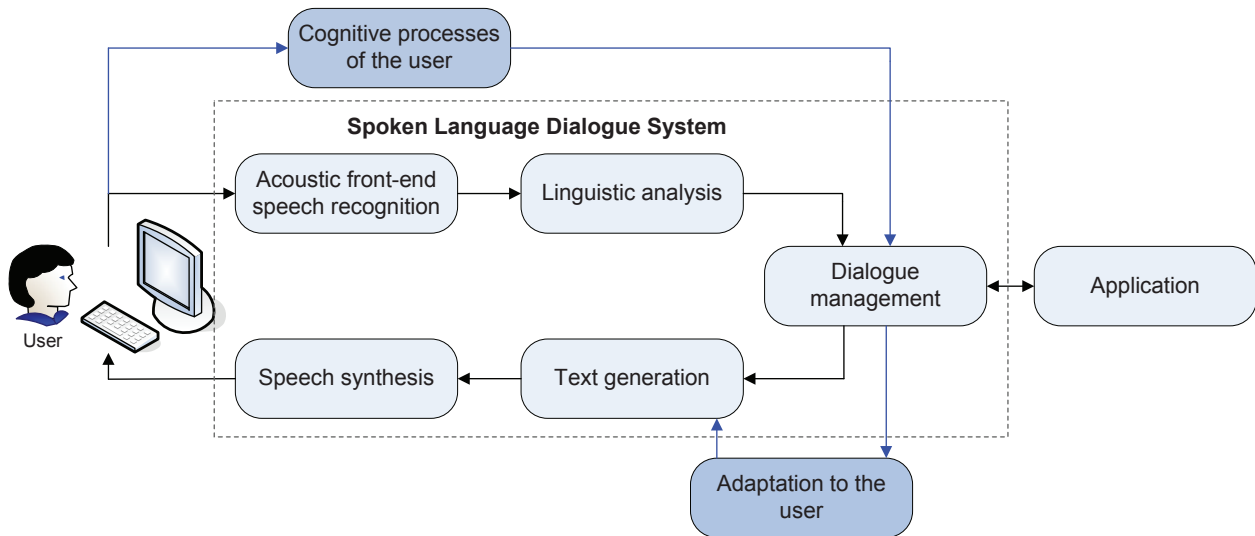 Cognitive processes
of the user
Spoken Language Dialogue System
Acoustic front-end
speech recognition
Linguistic analysis
Dialogue
management
Application
User
Speech synthesis
Text generation
Adaptation to the
user